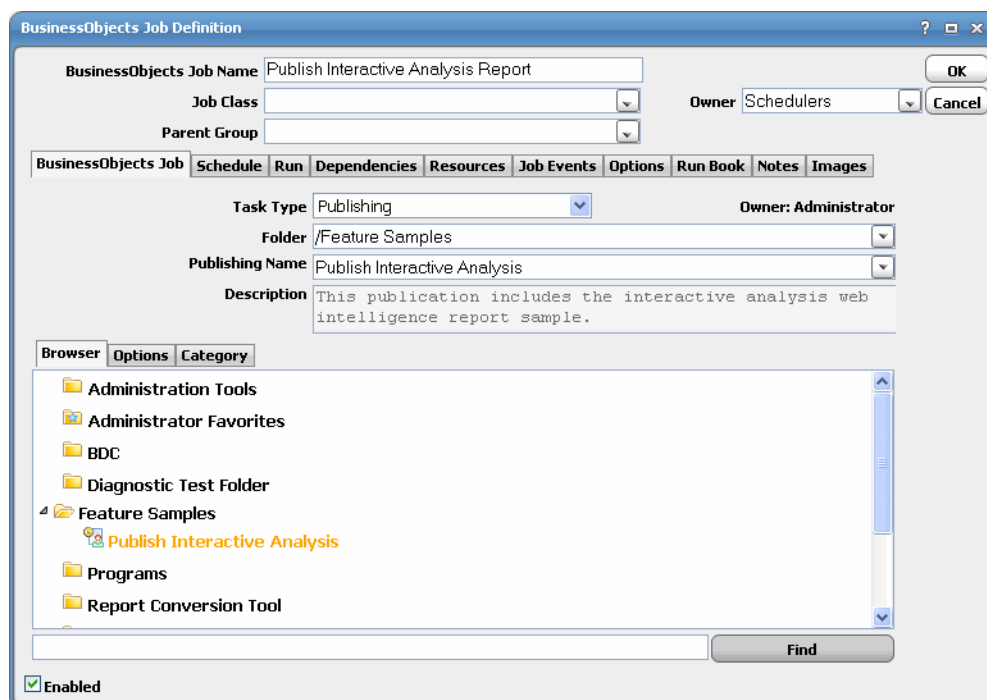 BusinessObjects Job Definition
BusinessObjects Job Name Publish Interactive Analysis Report OK
Job Class Owner Schedulers Cancel
Parent Group
BusinessObjects Job Schedule Run Dependencies Resources Job Events Options Run Book Notes Images
Task Type Publishing Owner: Administrator
Folder /Feature Samples
Publishing Name Publish Interactive Analysis
Description This publication includes the interactive analysis web
intelligence report sample.
Browser Options Category
Administration Tools
Administrator Favorites
BDC
Diagnostic Test Folder
Feature Samples
Publish Interactive Analysis
Programs
Report Conversion Tool
Find
Enabled